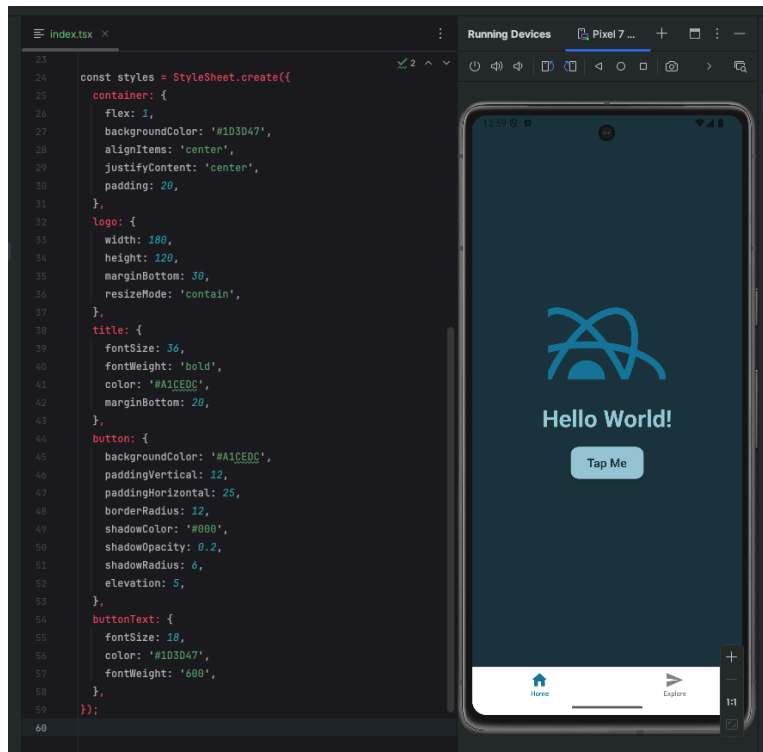 index.tsx
Running Devices
Pixel 7 ...
2
23
24 const styles = StyleSheet.create({
25 container: {
26 flex: 1,
27 backgroundColor: '#1D3D47',
28 alignItems: 'center',
29 justifyContent: 'center',
30 padding: 20,
31 },
32 logo: {
33 width: 180,
34 height: 120,
35 marginBottom: 30,
36 resizeMode: 'contain',
37 },
38 title: {
39 fontSize: 36,
40 fontWeight: 'bold',
41 color: '#A1CEDC',
42 marginBottom: 20,
43 },
44 button: {
45 backgroundColor: '#A1CEDC',
46 paddingVertical: 12,
47 paddingHorizontal: 25,
48 borderRadius: 12,
49 shadowColor: '#000',
50 shadowOpacity: 0.2,
51 shadowRadius: 6,
52 elevation: 5,
53 },
54 buttonText: {
55 fontSize: 18,
56 color: '#1D3D47',
57 fontWeight: '600',
58 },
59 });
60
12:59
Hello World!
Tap Me
Home
Explore
1:1